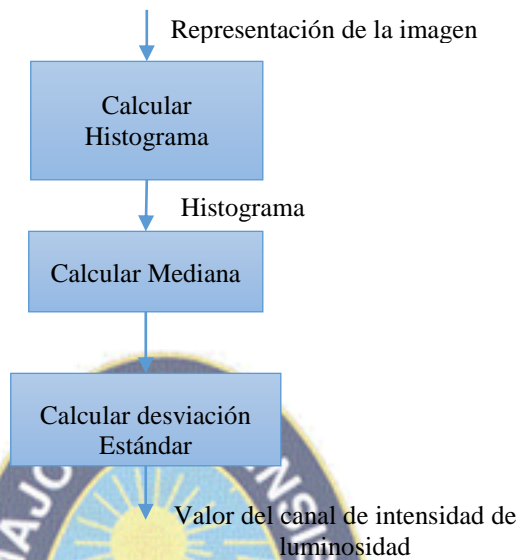 Representación de la imagen
Calcular
Histograma
Histograma
Calcular Mediana
Calcular desviación
Estándar
Valor del canal de intensidad de
luminosidad